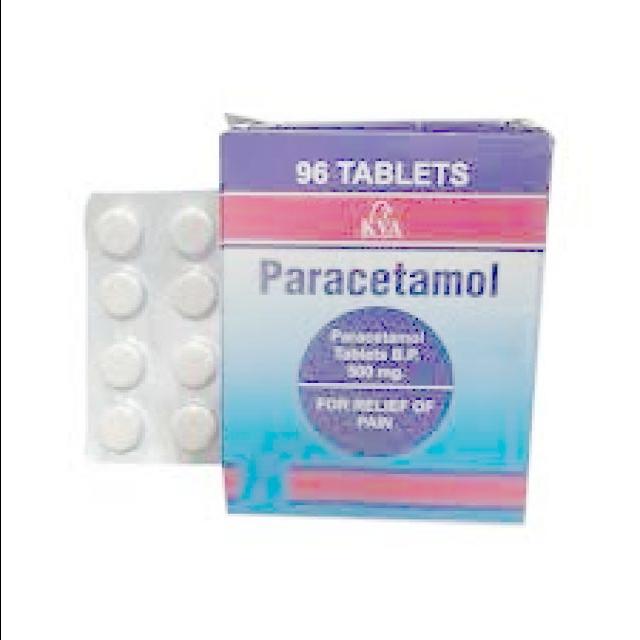 96 TABLETS
KVA
Paracetamol
Paracetamol
Tablets B.P.
500 mg.
FOR RELIEF OF
PAIN